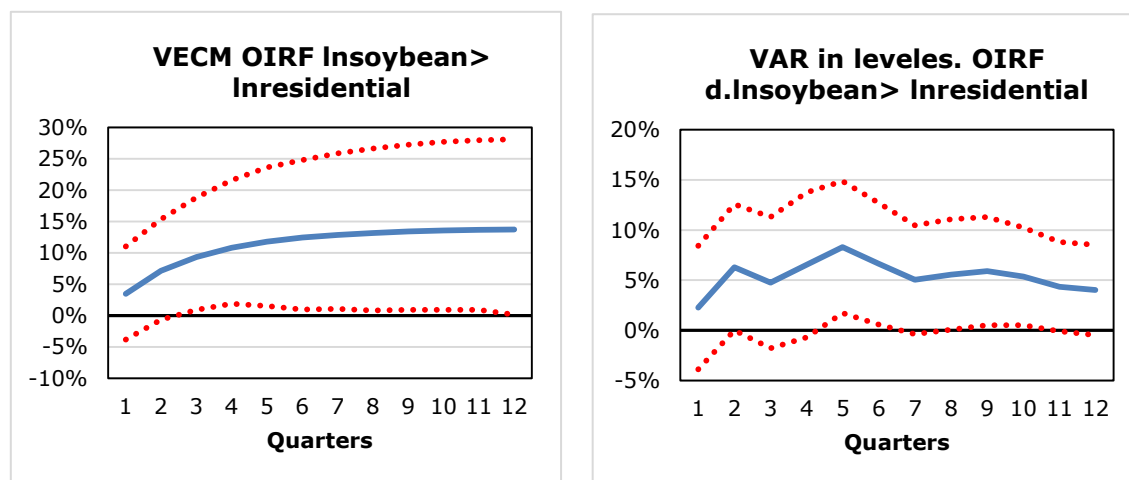 VECM OIRF lnsoybean>
lnresidential
30%
25%
20%
15%
10%
5%
0%
-5%
-10%
1 2 3 4 5 6 7 8 9 10 11 12
Quarters
VAR in leveles. OIRF
d.lnsoybean> lnresidential
20%
15%
10%
5%
0%
-5%
1 2 3 4 5 6 7 8 9 10 11 12
Quarters